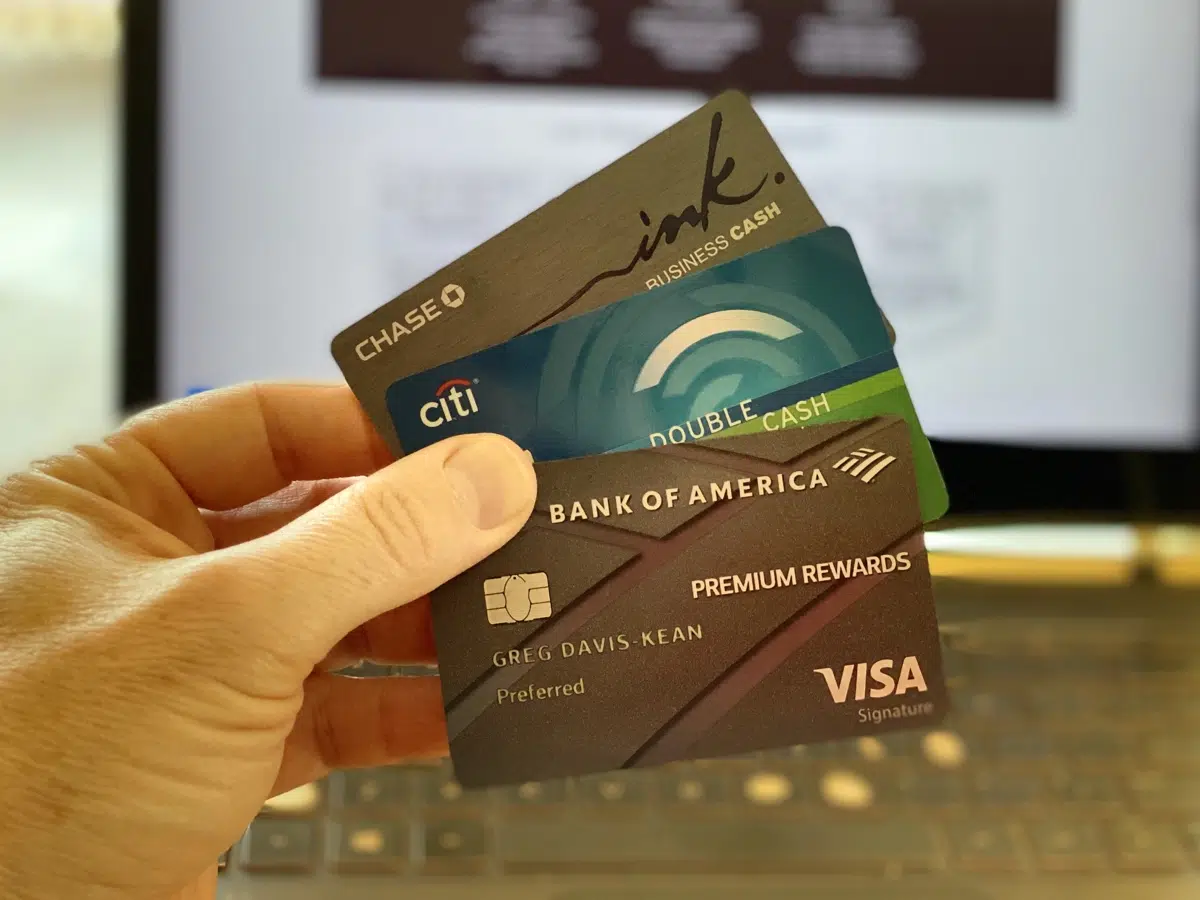 ink.
BUSINESS CASH
CHASE
citi
DOUBLE CASH
BANK OF AMERICA
PREMIUM REWARDS
GREG DAVIS-KEAN
Preferred
VISA
Signature